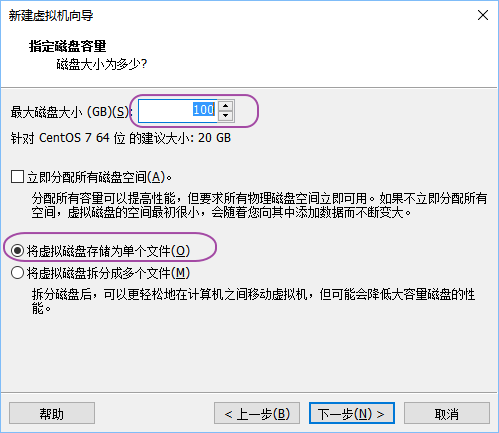 新建虚拟机向导
指定磁盘容量
磁盘大小为多少?
最大磁盘大小 (GB)(S): 100
针对 CentOS 7 64 位 的建议大小: 20 GB
立即分配所有磁盘空间(A)。
分配所有容量可以提高性能，但要求所有物理磁盘空间立即可用。如果不立即分配所有
空间，虚拟磁盘的空间最初很小，会随着您向其中添加数据而不断变大。
将虚拟磁盘存储为单个文件(O)
将虚拟磁盘拆分成多个文件(M)
拆分磁盘后，可以更轻松地在计算机之间移动虚拟机，但可能会降低大容量磁盘的性
能。
帮助 < 上一步(B) 下一步(N) > 取消